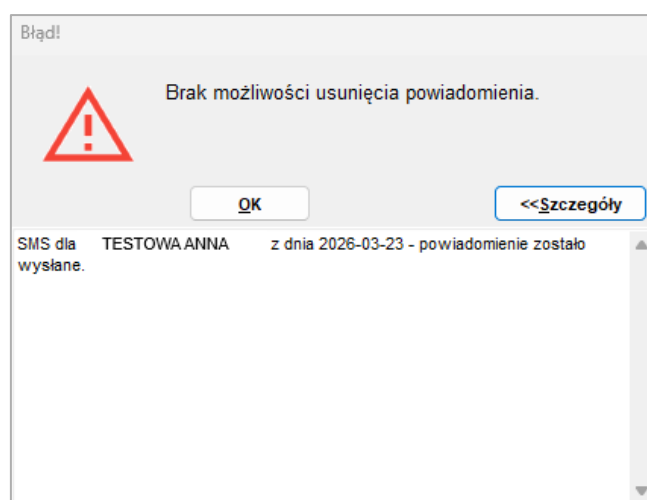 Błąd!
Brak możliwości usunięcia powiadomienia.
OK
<<Szczegóły
SMS dla TESTOWA ANNA z dnia 2026-03-23 - powiadomienie zostało
wysłane.